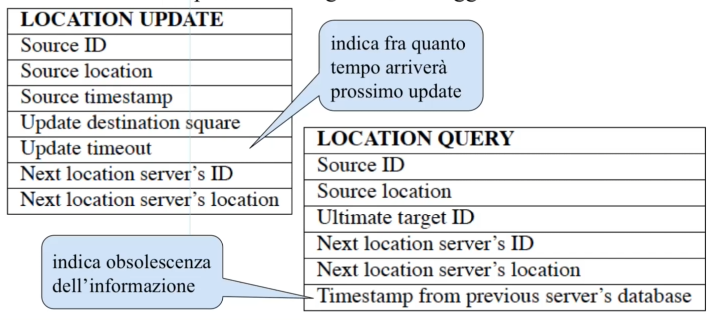 LOCATION UPDATE
Source ID
Source location
Source timestamp
Update destination square
Update timeout
Next location server's ID
Next location server's location
indica fra quanto
tempo arriverà
prossimo update
LOCATION QUERY
Source ID
Source location
Ultimate target ID
Next location server's ID
Next location server's location
Timestamp from previous server's database
indica obsolescenza
dell'informazione